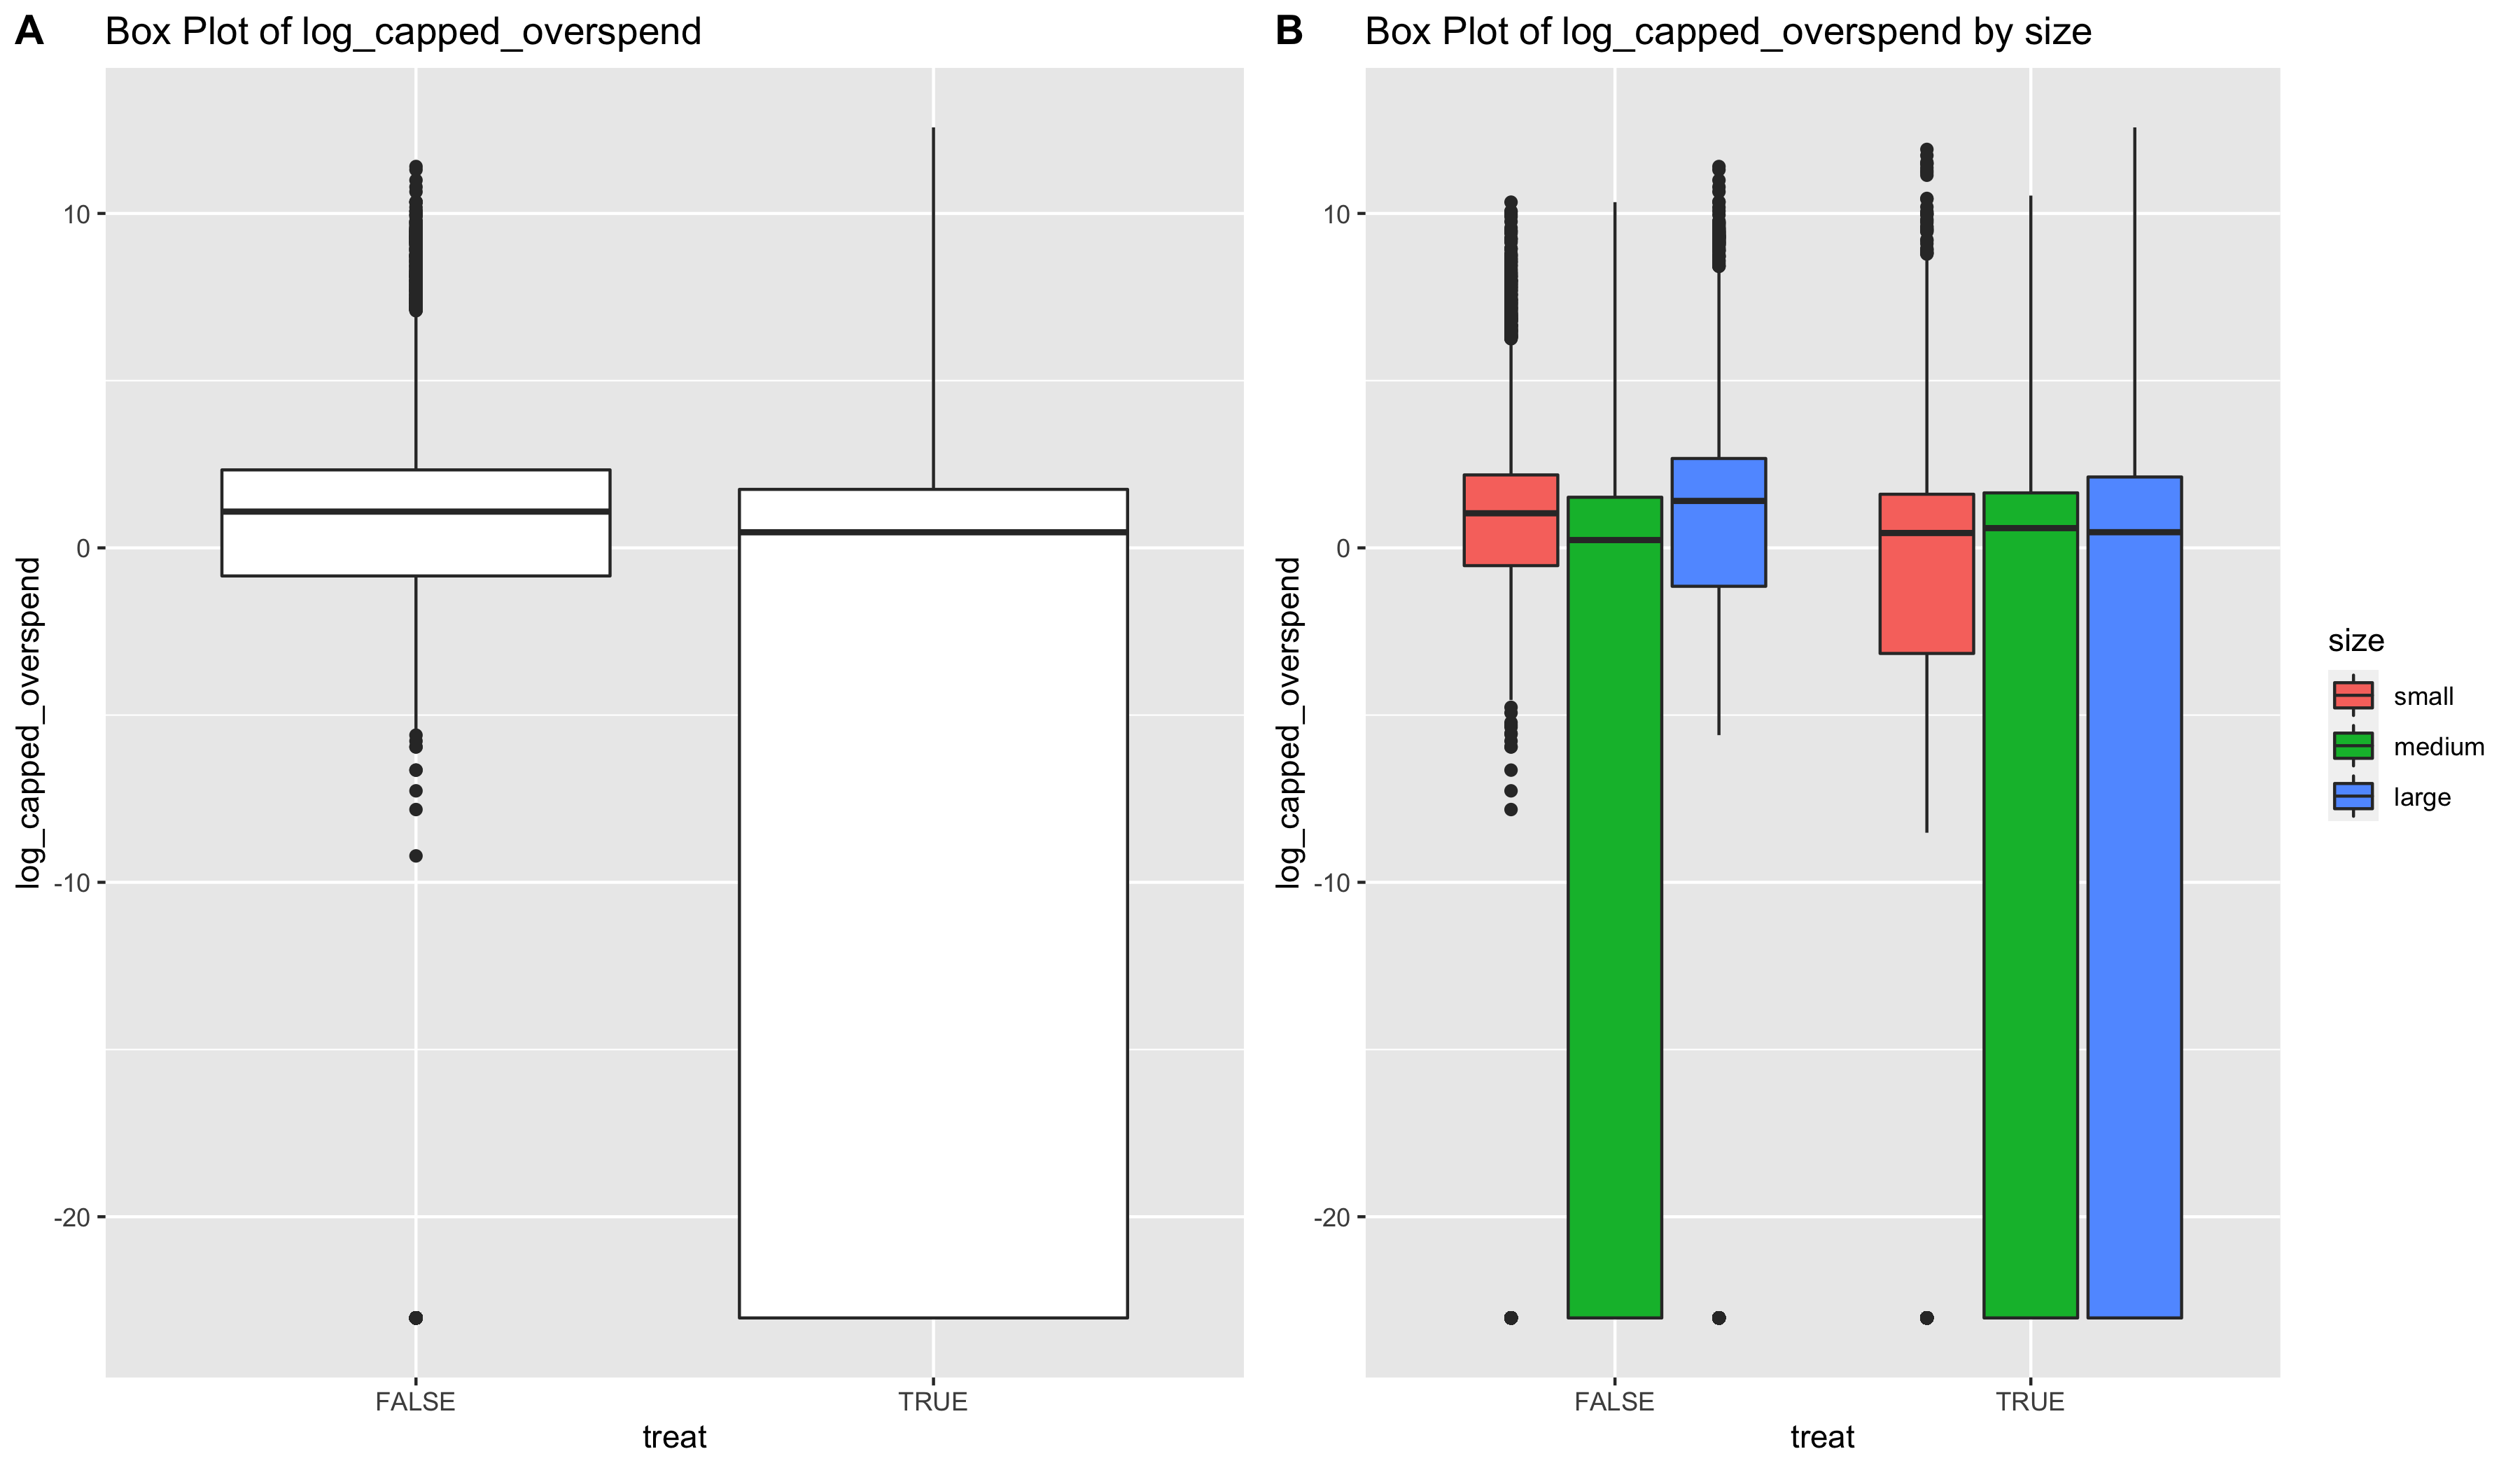 A
Box Plot of log_capped_overspend
log_capped_overspend
10
0
-10
-20
FALSE
TRUE
treat
B
Box Plot of log_capped_overspend by size
log_capped_overspend
10
0
-10
-20
FALSE
TRUE
treat
size
small
medium
large